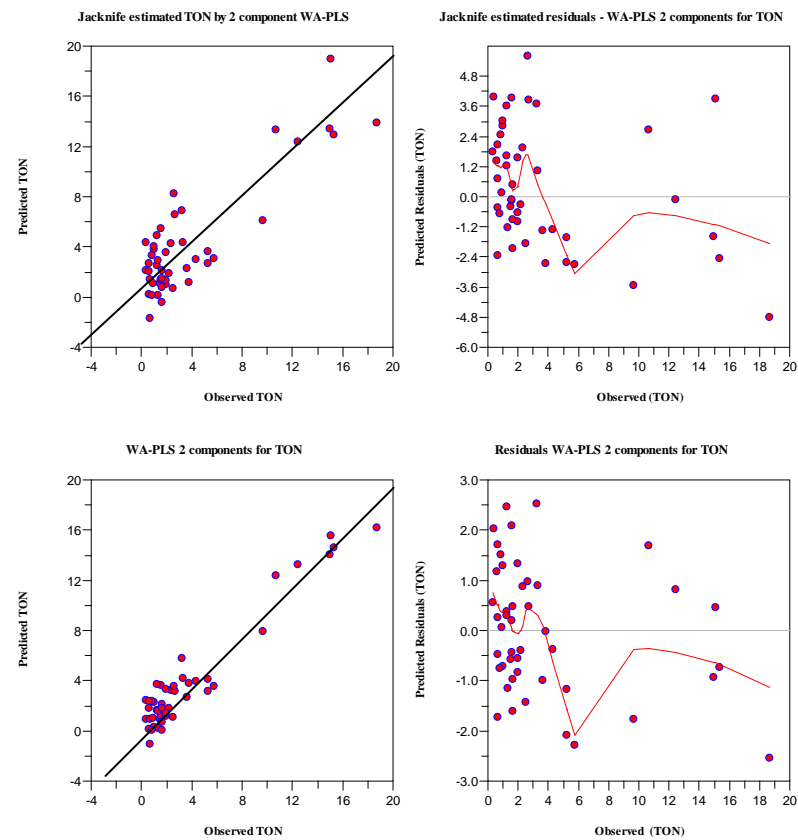 Jacknife estimated TON by 2 component WA-PLS
20
16
12
8
4
0
-4
-4 0 4 8 12 16 20
Predicted TON
Observed TON
Jacknife estimated residuals - WA-PLS 2 components for TON
4.8
3.6
2.4
1.2
0.0
-1.2
-2.4
-3.6
-4.8
-6.0
0 2 4 6 8 10 12 14 16 18 20
Predicted Residuals (TON)
Observed (TON)
WA-PLS 2 components for TON
20
16
12
8
4
0
-4
-4 0 4 8 12 16 20
Predicted TON
Observed TON
Residuals WA-PLS 2 components for TON
3.0
2.0
1.0
0.0
-1.0
-2.0
-3.0
0 2 4 6 8 10 12 14 16 18 20
Predicted Residuals (TON)
Observed (TON)